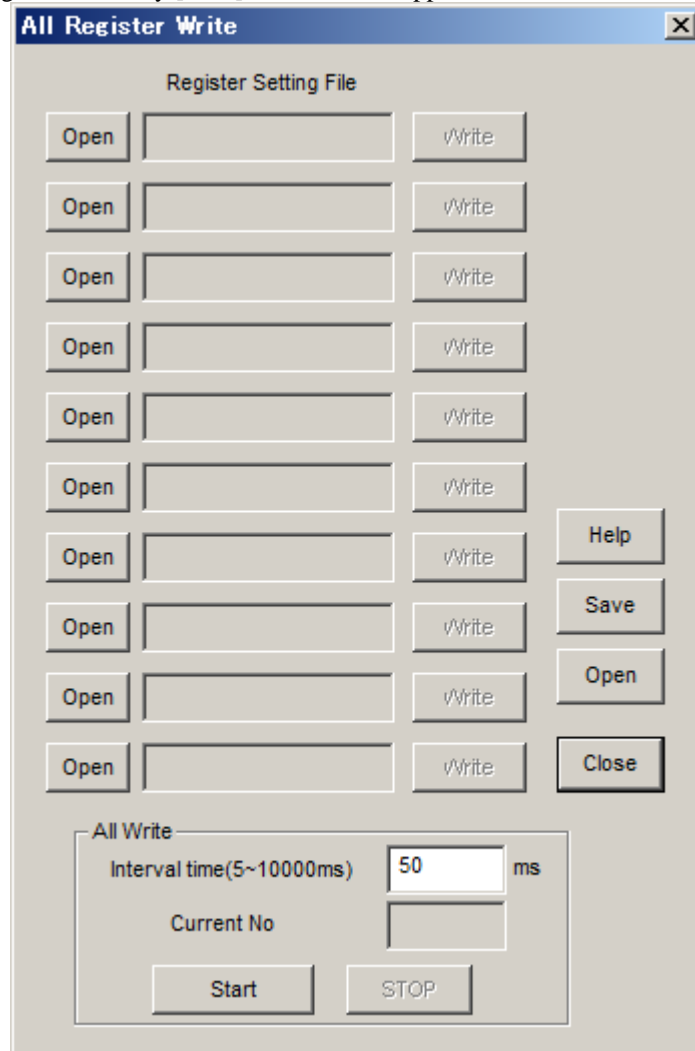 All Register Write
Register Setting File
Open Write
Open Write
Open Write
Open Write
Open Write
Open Write
Open Write
Help
Open Write
Save
Open Write
Open
Open Write
Close
All Write
Interval time(5~10000ms) 50 ms
Current No
Start STOP